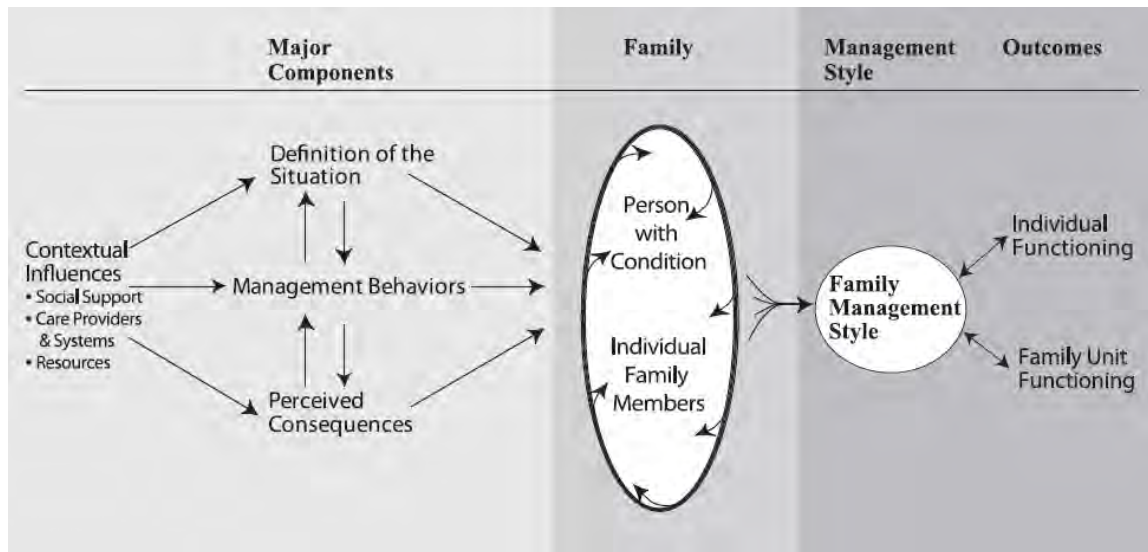 Major
Components
Family
Management
Style
Outcomes
Definition of the
Situation
Contextual
Influences
• Social Support
• Care Providers
& Systems
• Resources
Management Behaviors
Perceived
Consequences
Person
with
Condition
Individual
Family
Members
Family
Management
Style
Individual
Functioning
Family Unit
Functioning